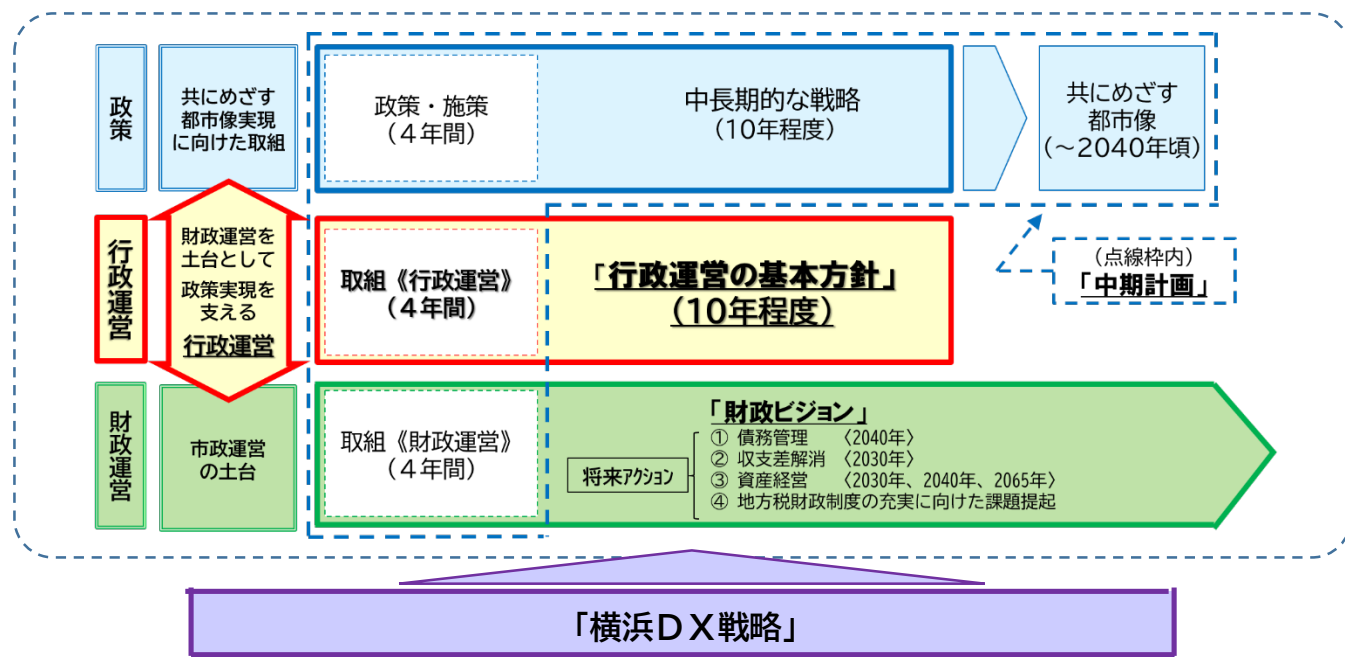 政策
共にめざす
都市像実現
に向けた取組
政策・施策
（４年間）
中長期的な戦略
（10年程度）
共にめざす
都市像
（～2040年頃）
行政運営
財政運営を
土台として
政策実現を
支える
行政運営
取組《行政運営》
（４年間）
「行政運営の基本方針」
（10年程度）
（点線枠内）
「中期計画」
財政運営
市政運営
の土台
取組《財政運営》
（４年間）
「財政ビジョン」
将来ｱｸｼｮﾝ
① 債務管理　〈2040年〉
② 収支差解消　〈2030年〉
③ 資産経営　〈2030年、2040年、2065年〉
④ 地方税財政制度の充実に向けた課題提起
「横浜ＤＸ戦略」